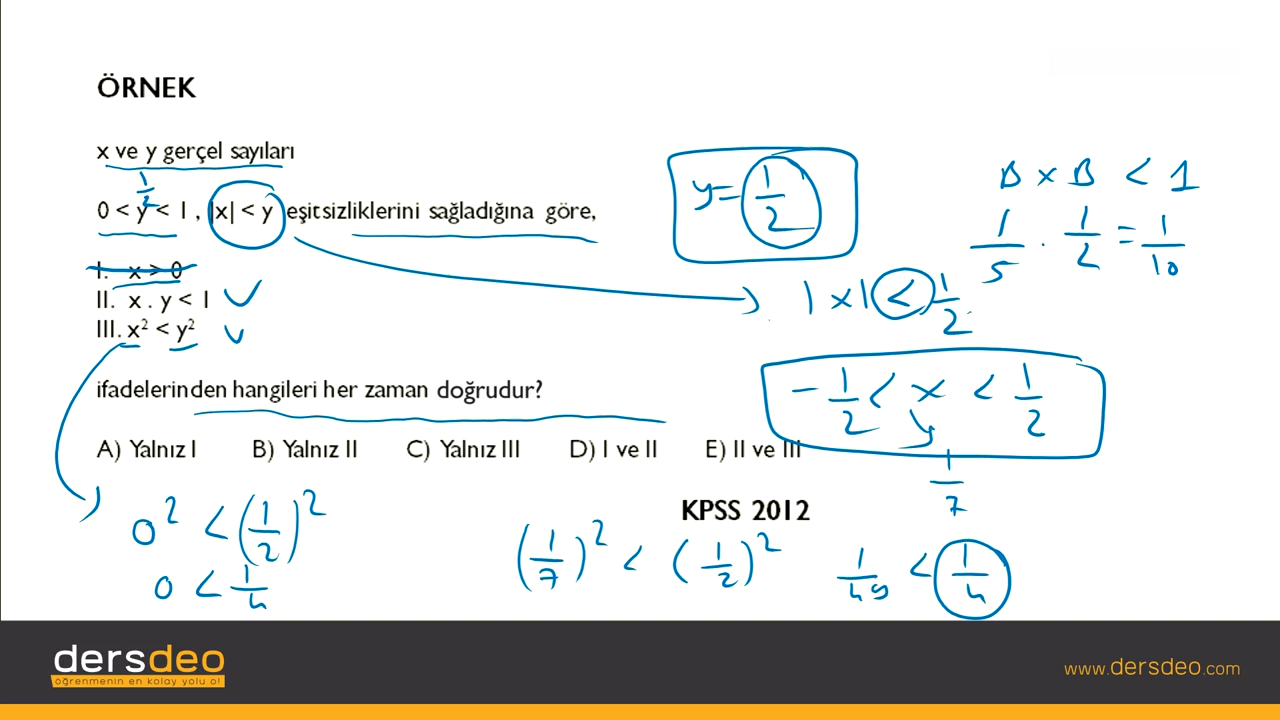 ÖRNEK
x ve y gerçel sayıları
1/2
0 < y < 1 , |x| < y eşitsizliklerini sağladığına göre,
I. x > 0
II. x . y < 1
III. x² < y²
ifadelerinden hangileri her zaman doğrudur?
A) Yalnız I B) Yalnız II C) Yalnız III D) I ve II E) II ve III
KPSS 2012
y = 1/2
B x B < 1
1/5 . 1/2 = 1/10
|x| < 1/2
-1/2 < x < 1/2
1/7
0² < (1/2)²
0 < 1/4
(1/7)² < (1/2)²
1/49 < 1/4
dersdeo
öğrenmenin en kolay yolu o!
www.dersdeo.com